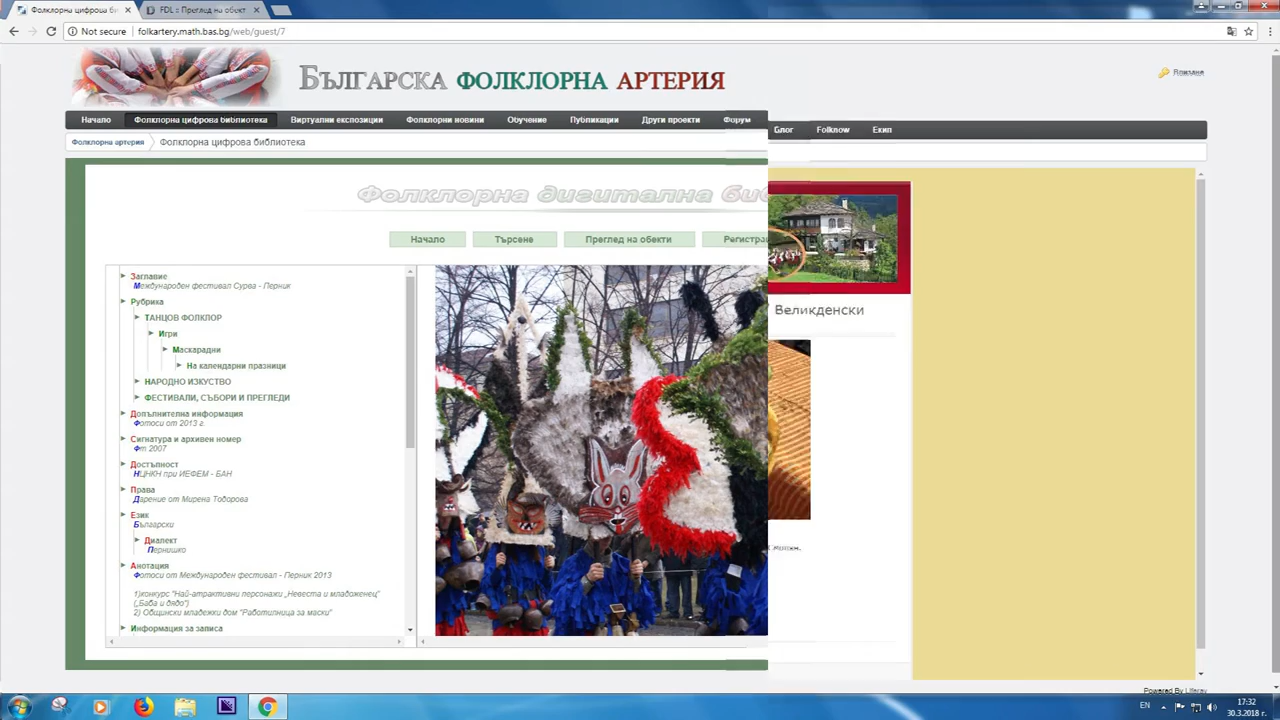 Фолклорна цифрова би
FDL :: Преглед на обект
Not secure | folkartery.math.bas.bg/web/guest/7
БЪЛГАРСКА ФОЛКЛОРНА АРТЕРИЯ
Влизане
Начало Фолклорна цифрова библиотека Виртуални експозиции Фолклорни новини Обучение Публикации Други проекти Форум Блог Folknow Екип
Фолклорна артерия Фолклорна цифрова библиотека
Фолклорна дигитална биб
Начало Търсене Преглед на обекти Регистрац
Заглавие
Международен фестивал Сурва - Перник
Рубрика
ТАНЦОВ ФОЛКЛОР
Игри
Маскарадни
На календарни празници
НАРОДНО ИЗКУСТВО
ФЕСТИВАЛИ, СЪБОРИ И ПРЕГЛЕДИ
Допълнителна информация
Фотоси от 2013 г.
Сигнатура и архивен номер
Фт 2007
Достъпност
НЦНКН при ИЕФЕМ - БАН
Права
Дарение от Мирена Тодорова
Език
Български
Диалект
Пернишко
Анотация
Фотоси от Международен фестивал - Перник 2013
1)конкурс "Най-атрактивни персонажи „Невеста и младоженец"
(„Баба и дядо")
2) Общински младежки дом "Работилница за маски"
Информация за записа
Великденски
Powered By Liferay
EN
17:32
30.3.2018 г.